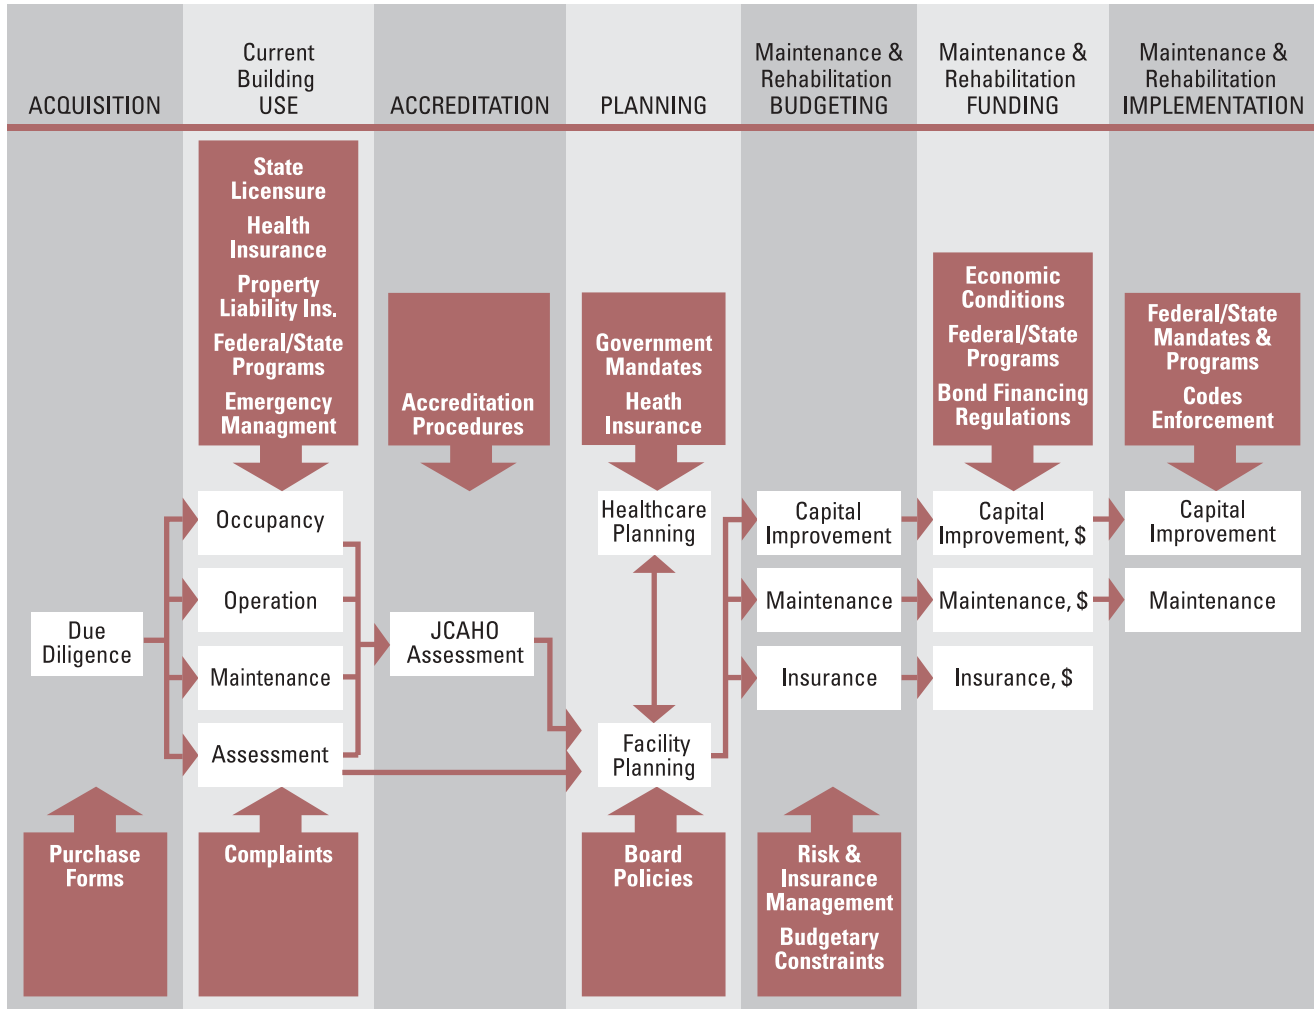 ACQUISITION
Current
Building
USE
ACCREDITATION
PLANNING
Maintenance &
Rehabilitation
BUDGETING
Maintenance &
Rehabilitation
FUNDING
Maintenance &
Rehabilitation
IMPLEMENTATION
State
Licensure
Health
Insurance
Property
Liability Ins.
Federal/State
Programs
Emergency
Managment
Accreditation
Procedures
Government
Mandates
Heath
Insurance
Economic
Conditions
Federal/State
Programs
Bond Financing
Regulations
Federal/State
Mandates &
Programs
Codes
Enforcement
Due
Diligence
Occupancy
Operation
Maintenance
Assessment
JCAHO
Assessment
Healthcare
Planning
Facility
Planning
Capital
Improvement
Maintenance
Insurance
Capital
Improvement, $
Maintenance, $
Insurance, $
Capital
Improvement
Maintenance
Purchase
Forms
Complaints
Board
Policies
Risk &
Insurance
Management
Budgetary
Constraints